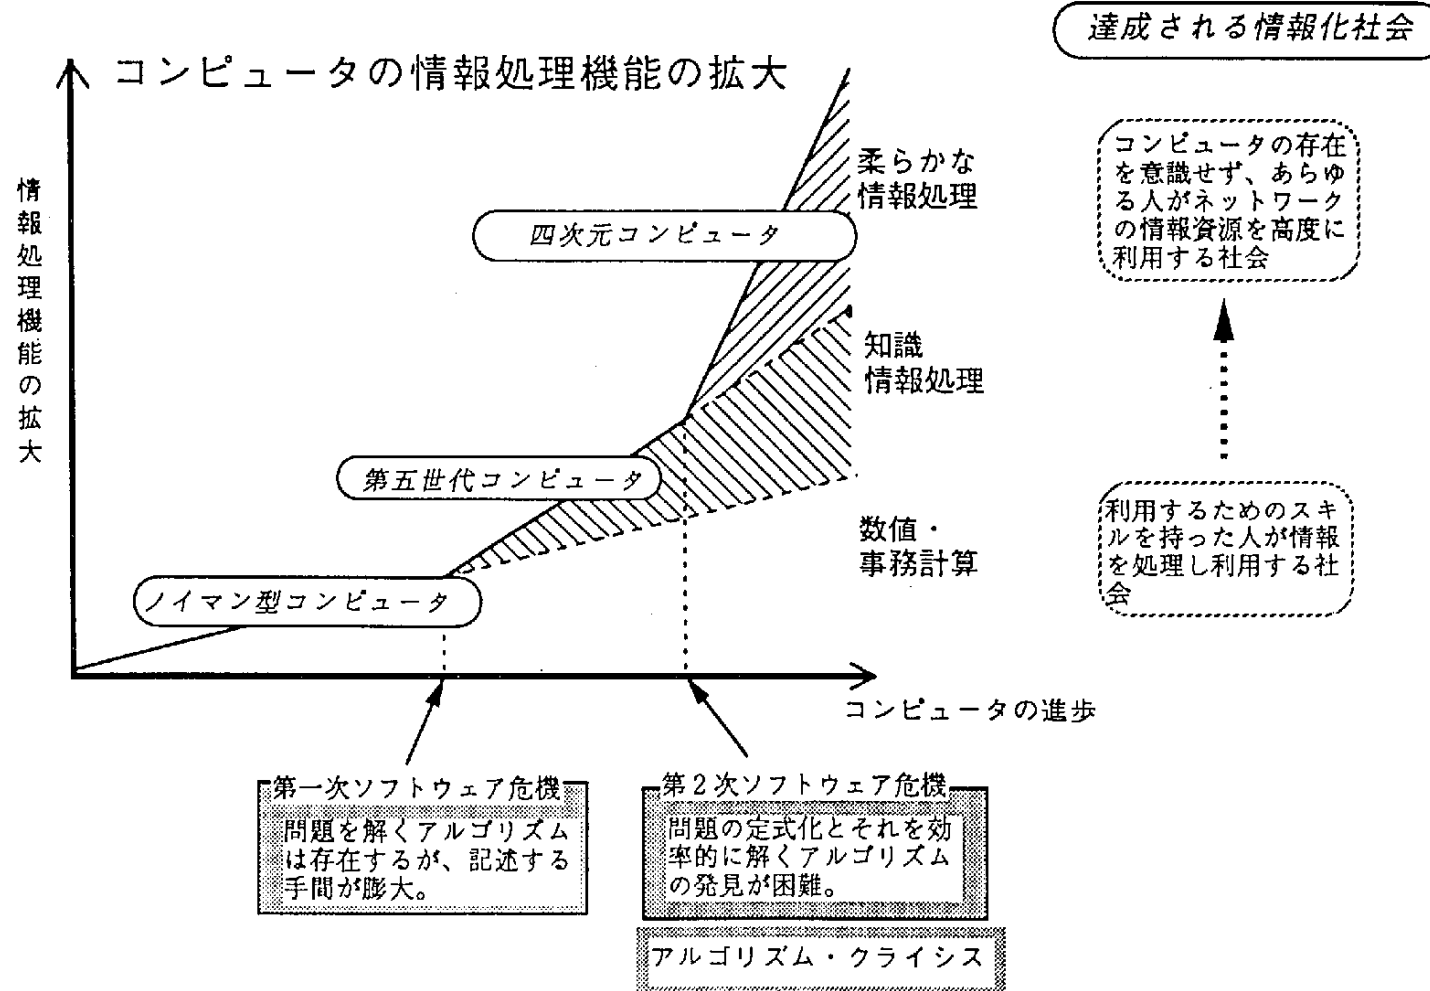 達成される情報化社会
コンピュータの情報処理機能の拡大
情報処理機能の拡大
柔らかな
情報処理
四次元コンピュータ
知識
情報処理
第五世代コンピュータ
数値・
事務計算
ノイマン型コンピュータ
コンピュータの進歩
コンピュータの存在
を意識せず、あらゆ
る人がネットワーク
の情報資源を高度に
利用する社会
利用するためのスキ
ルを持った人が情報
を処理し利用する社
会
第一次ソフトウェア危機
問題を解くアルゴリズム
は存在するが、記述する
手間が膨大。
第2次ソフトウェア危機
問題の定式化とそれを効
率的に解くアルゴリズム
の発見が困難。
アルゴリズム・クライシス